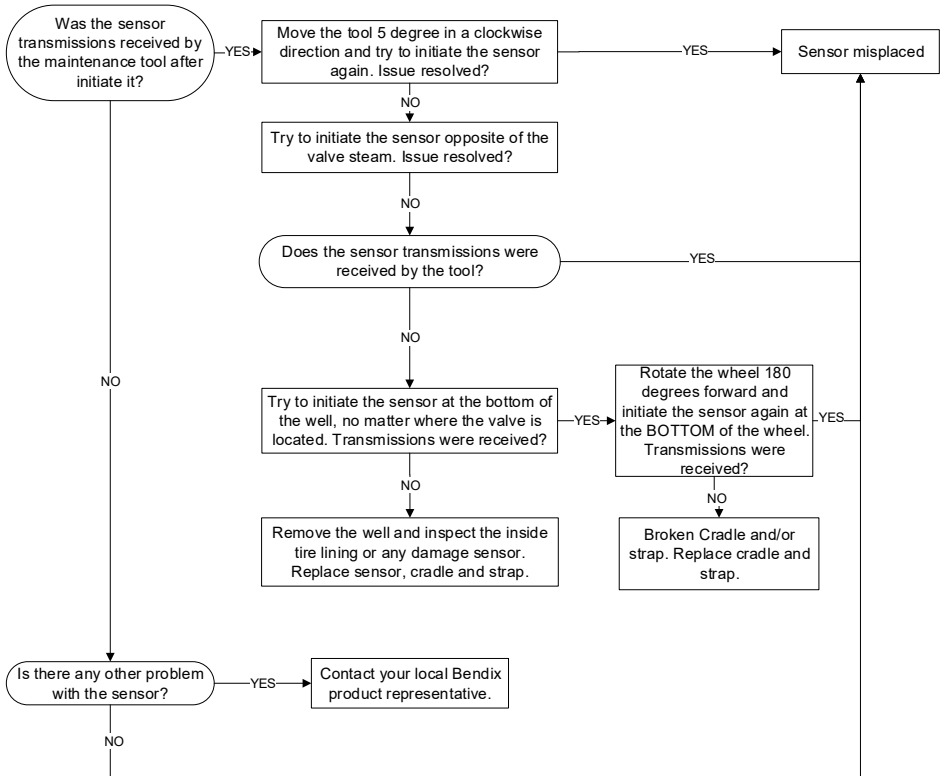 Was the sensor
transmissions received by
the maintenance tool after
initiate it?
YES
Move the tool 5 degree in a clockwise
direction and try to initiate the sensor
again. Issue resolved?
YES
Sensor misplaced
NO
Try to initiate the sensor opposite of the
valve steam. Issue resolved?
NO
Does the sensor transmissions were
received by the tool?
YES
NO
NO
Try to initiate the sensor at the bottom of
the well, no matter where the valve is
located. Transmissions were received?
YES
Rotate the wheel 180
degrees forward and
initiate the sensor again at
the BOTTOM of the wheel.
Transmissions were
received?
YES
NO
Remove the well and inspect the inside
tire lining or any damage sensor.
Replace sensor, cradle and strap.
NO
Broken Cradle and/or
strap. Replace cradle and
strap.
Is there any other problem
with the sensor?
YES
Contact your local Bendix
product representative.
NO